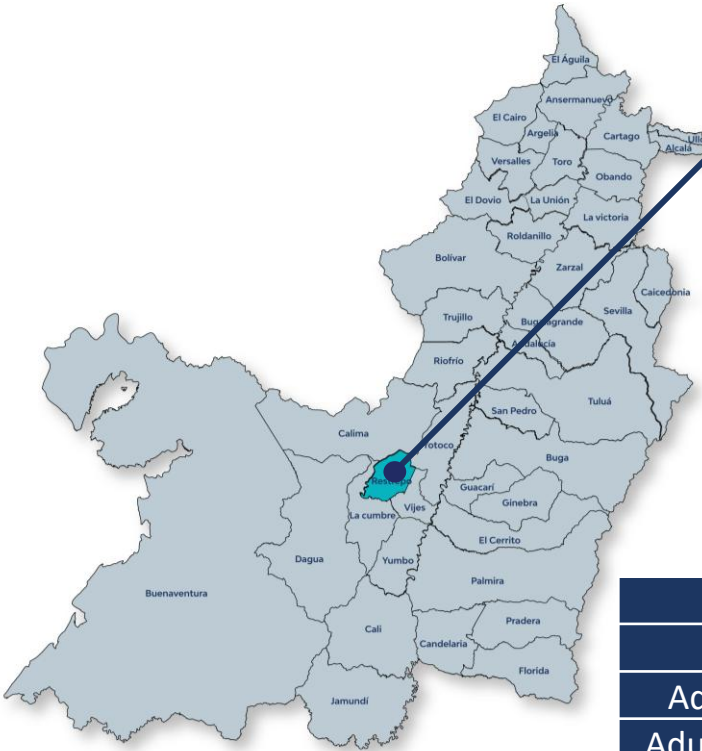 El Águila
Ansermanuevo
El Cairo
Argelia
Cartago
Alcalá
Versalles
Toro
Obando
El Dovio
La Unión
La victoria
Roldanillo
Bolívar
Zarzal
Caicedonia
Sevilla
Trujillo
Riofrío
Tuluá
San Pedro
Calima
Buga
Restrepo
Guacarí
Ginebra
La cumbre
Vijes
El Cerrito
Dagua
Yumbo
Palmira
Buenaventura
Pradera
Cali
Candelaria
Florida
Jamundí